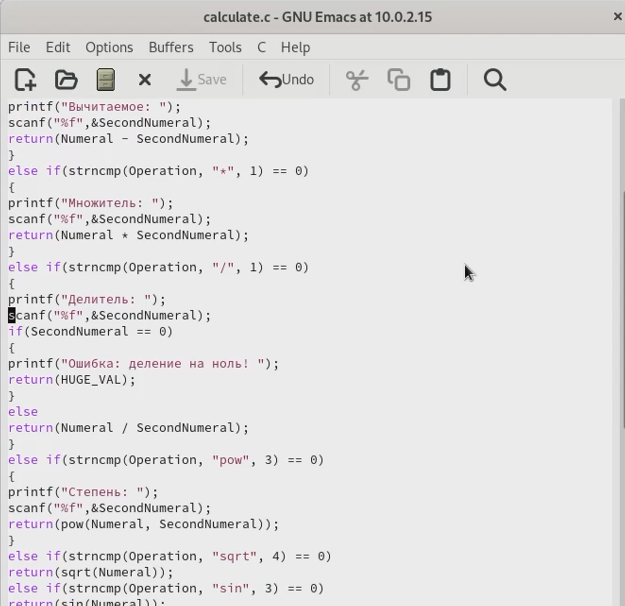 calculate.c - GNU Emacs at 10.0.2.15
File Edit Options Buffers Tools C Help
Save Undo
printf("Вычитаемое: ");
scanf("%f",&SecondNumeral);
return(Numeral - SecondNumeral);
}
else if(strncmp(Operation, "*", 1) == 0)
{
printf("Множитель: ");
scanf("%f",&SecondNumeral);
return(Numeral * SecondNumeral);
}
else if(strncmp(Operation, "/", 1) == 0)
{
printf("Делитель: ");
scanf("%f",&SecondNumeral);
if(SecondNumeral == 0)
{
printf("Ошибка: деление на ноль! ");
return(HUGE_VAL);
}
else
return(Numeral / SecondNumeral);
}
else if(strncmp(Operation, "pow", 3) == 0)
{
printf("Степень: ");
scanf("%f",&SecondNumeral);
return(pow(Numeral, SecondNumeral));
}
else if(strncmp(Operation, "sqrt", 4) == 0)
return(sqrt(Numeral));
else if(strncmp(Operation, "sin", 3) == 0)
return(sin(Numeral));